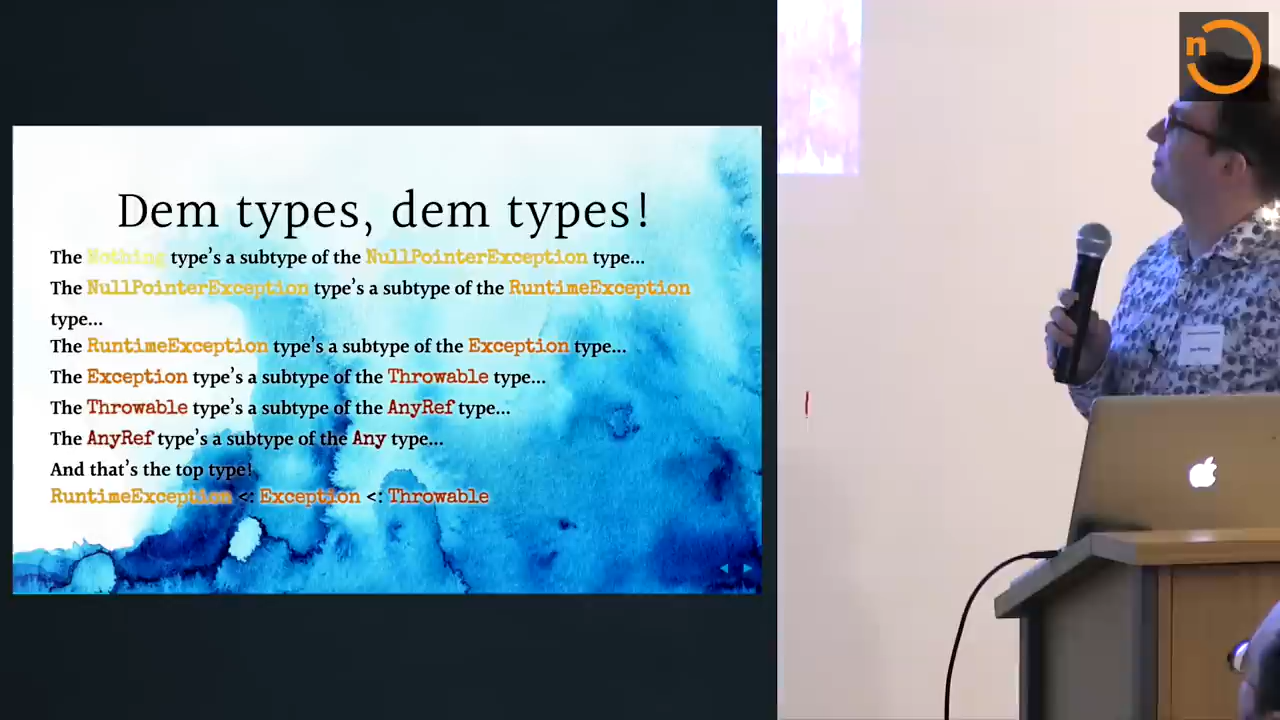 Dem types, dem types!
The Nothing type's a subtype of the NullPointerException type...
The NullPointerException type's a subtype of the RuntimeException
type...
The RuntimeException type's a subtype of the Exception type...
The Exception type's a subtype of the Throwable type...
The Throwable type's a subtype of the AnyRef type...
The AnyRef type's a subtype of the Any type...
And that's the top type!
RuntimeException <: Exception <: Throwable
n